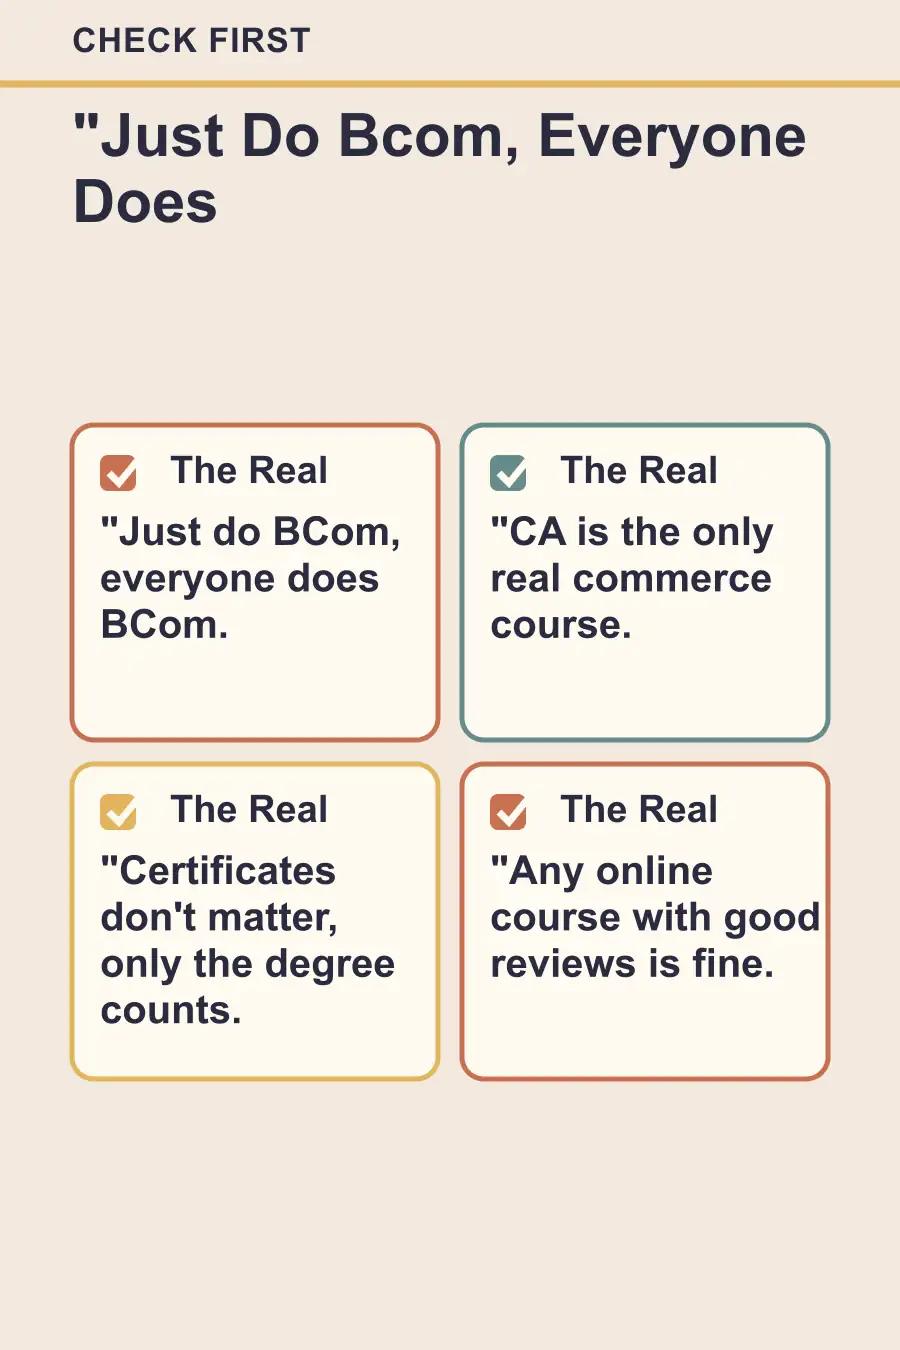 CHECK FIRST
"Just Do Bcom, Everyone
Does
The Real
"Just do BCom,
everyone does
BCom.
The Real
"CA is the only
real commerce
course.
The Real
"Certificates
don't matter,
only the degree
counts.
The Real
"Any online
course with good
reviews is fine.